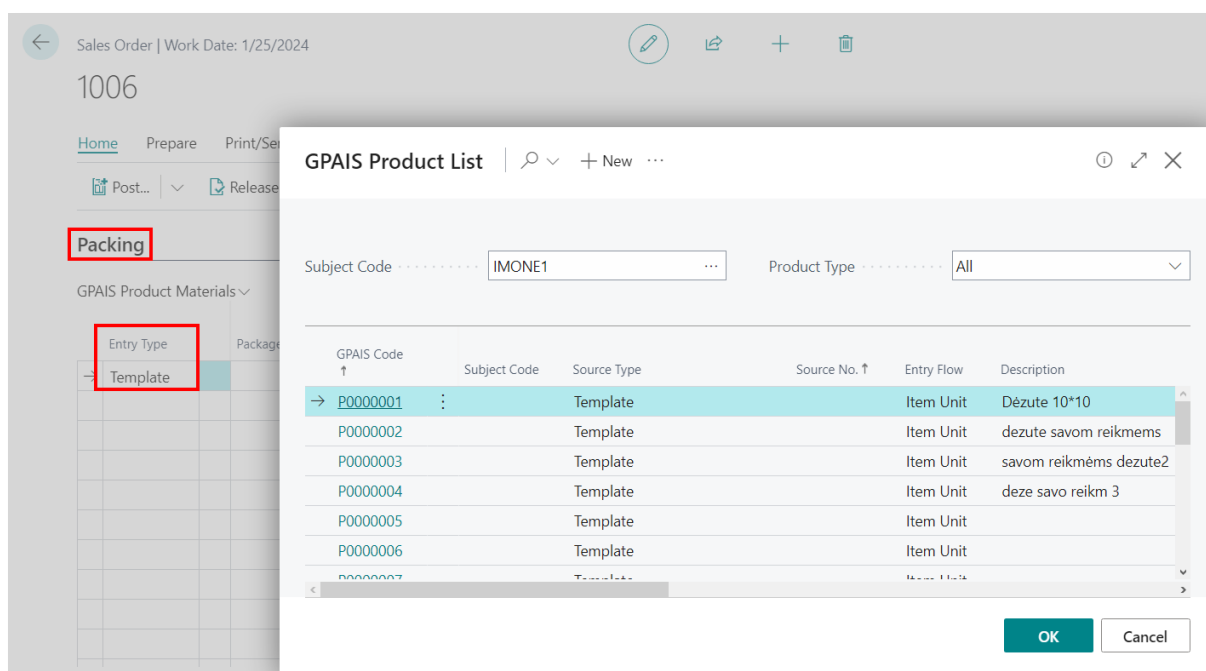 Sales Order | Work Date: 1/25/2024
1006
Home Prepare Print/Se
Post... Release
Packing
GPAIS Product Materials
Entry Type Package
Template
GPAIS Product List + New ...
Subject Code IMONE1 ...
Product Type All
GPAIS Code ↑ Subject Code Source Type Source No. ↑ Entry Flow Description
P0000001 Template Item Unit Dėzute 10*10
P0000002 Template Item Unit dezute savom reikmems
P0000003 Template Item Unit savom reikmėms dezute2
P0000004 Template Item Unit deze savo reikm 3
P0000005 Template Item Unit
P0000006 Template Item Unit
OK Cancel